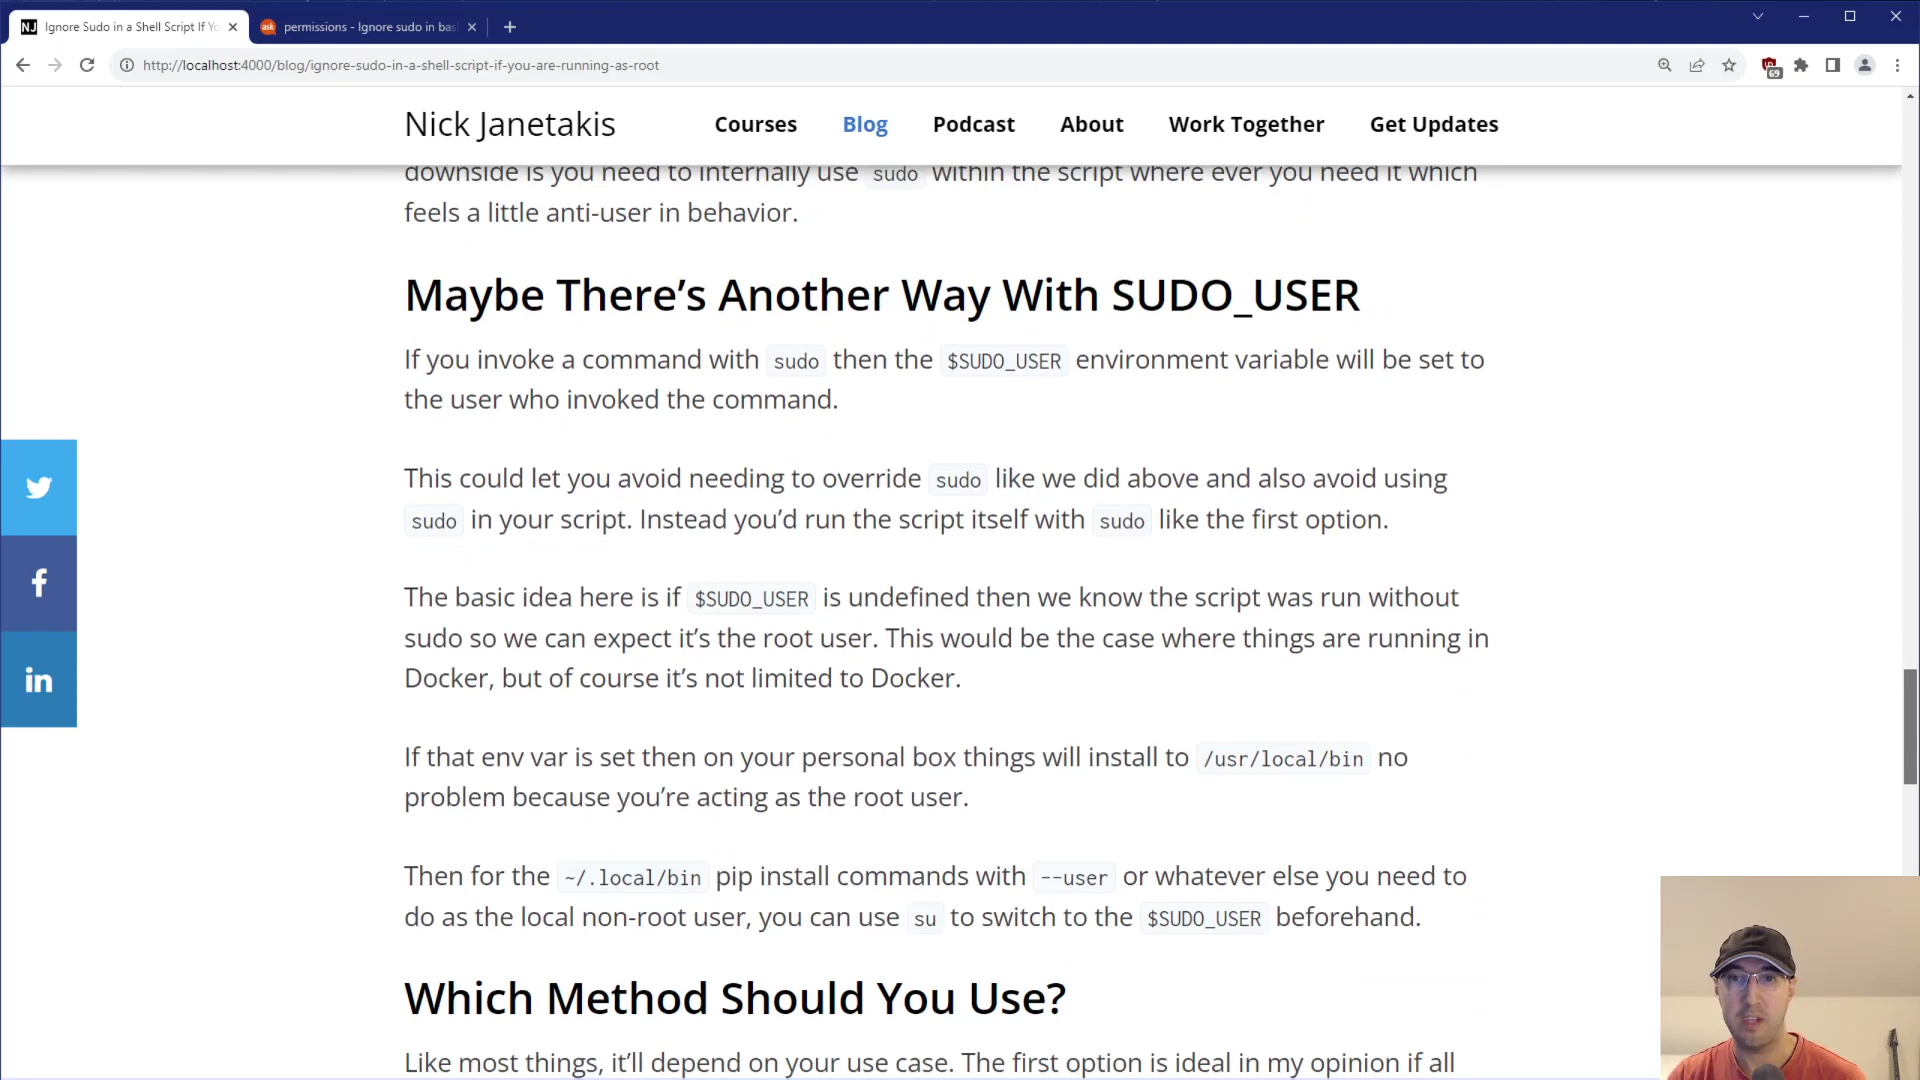 Ignore Sudo in a Shell Script If Yo
permissions - Ignore sudo in bas
http://localhost:4000/blog/ignore-sudo-in-a-shell-script-if-you-are-running-as-root
69
Nick Janetakis
Courses
Blog
Podcast
About
Work Together
Get Updates
downside is you need to internally use sudo within the script where ever you need it which
feels a little anti-user in behavior.
Maybe There’s Another Way With SUDO_USER
If you invoke a command with sudo then the $SUDO_USER environment variable will be set to
the user who invoked the command.
This could let you avoid needing to override sudo like we did above and also avoid using
sudo in your script. Instead you’d run the script itself with sudo like the first option.
The basic idea here is if $SUDO_USER is undefined then we know the script was run without
sudo so we can expect it’s the root user. This would be the case where things are running in
Docker, but of course it’s not limited to Docker.
If that env var is set then on your personal box things will install to /usr/local/bin no
problem because you’re acting as the root user.
Then for the ~/.local/bin pip install commands with --user or whatever else you need to
do as the local non-root user, you can use su to switch to the $SUDO_USER beforehand.
Which Method Should You Use?
Like most things, it’ll depend on your use case. The first option is ideal in my opinion if all